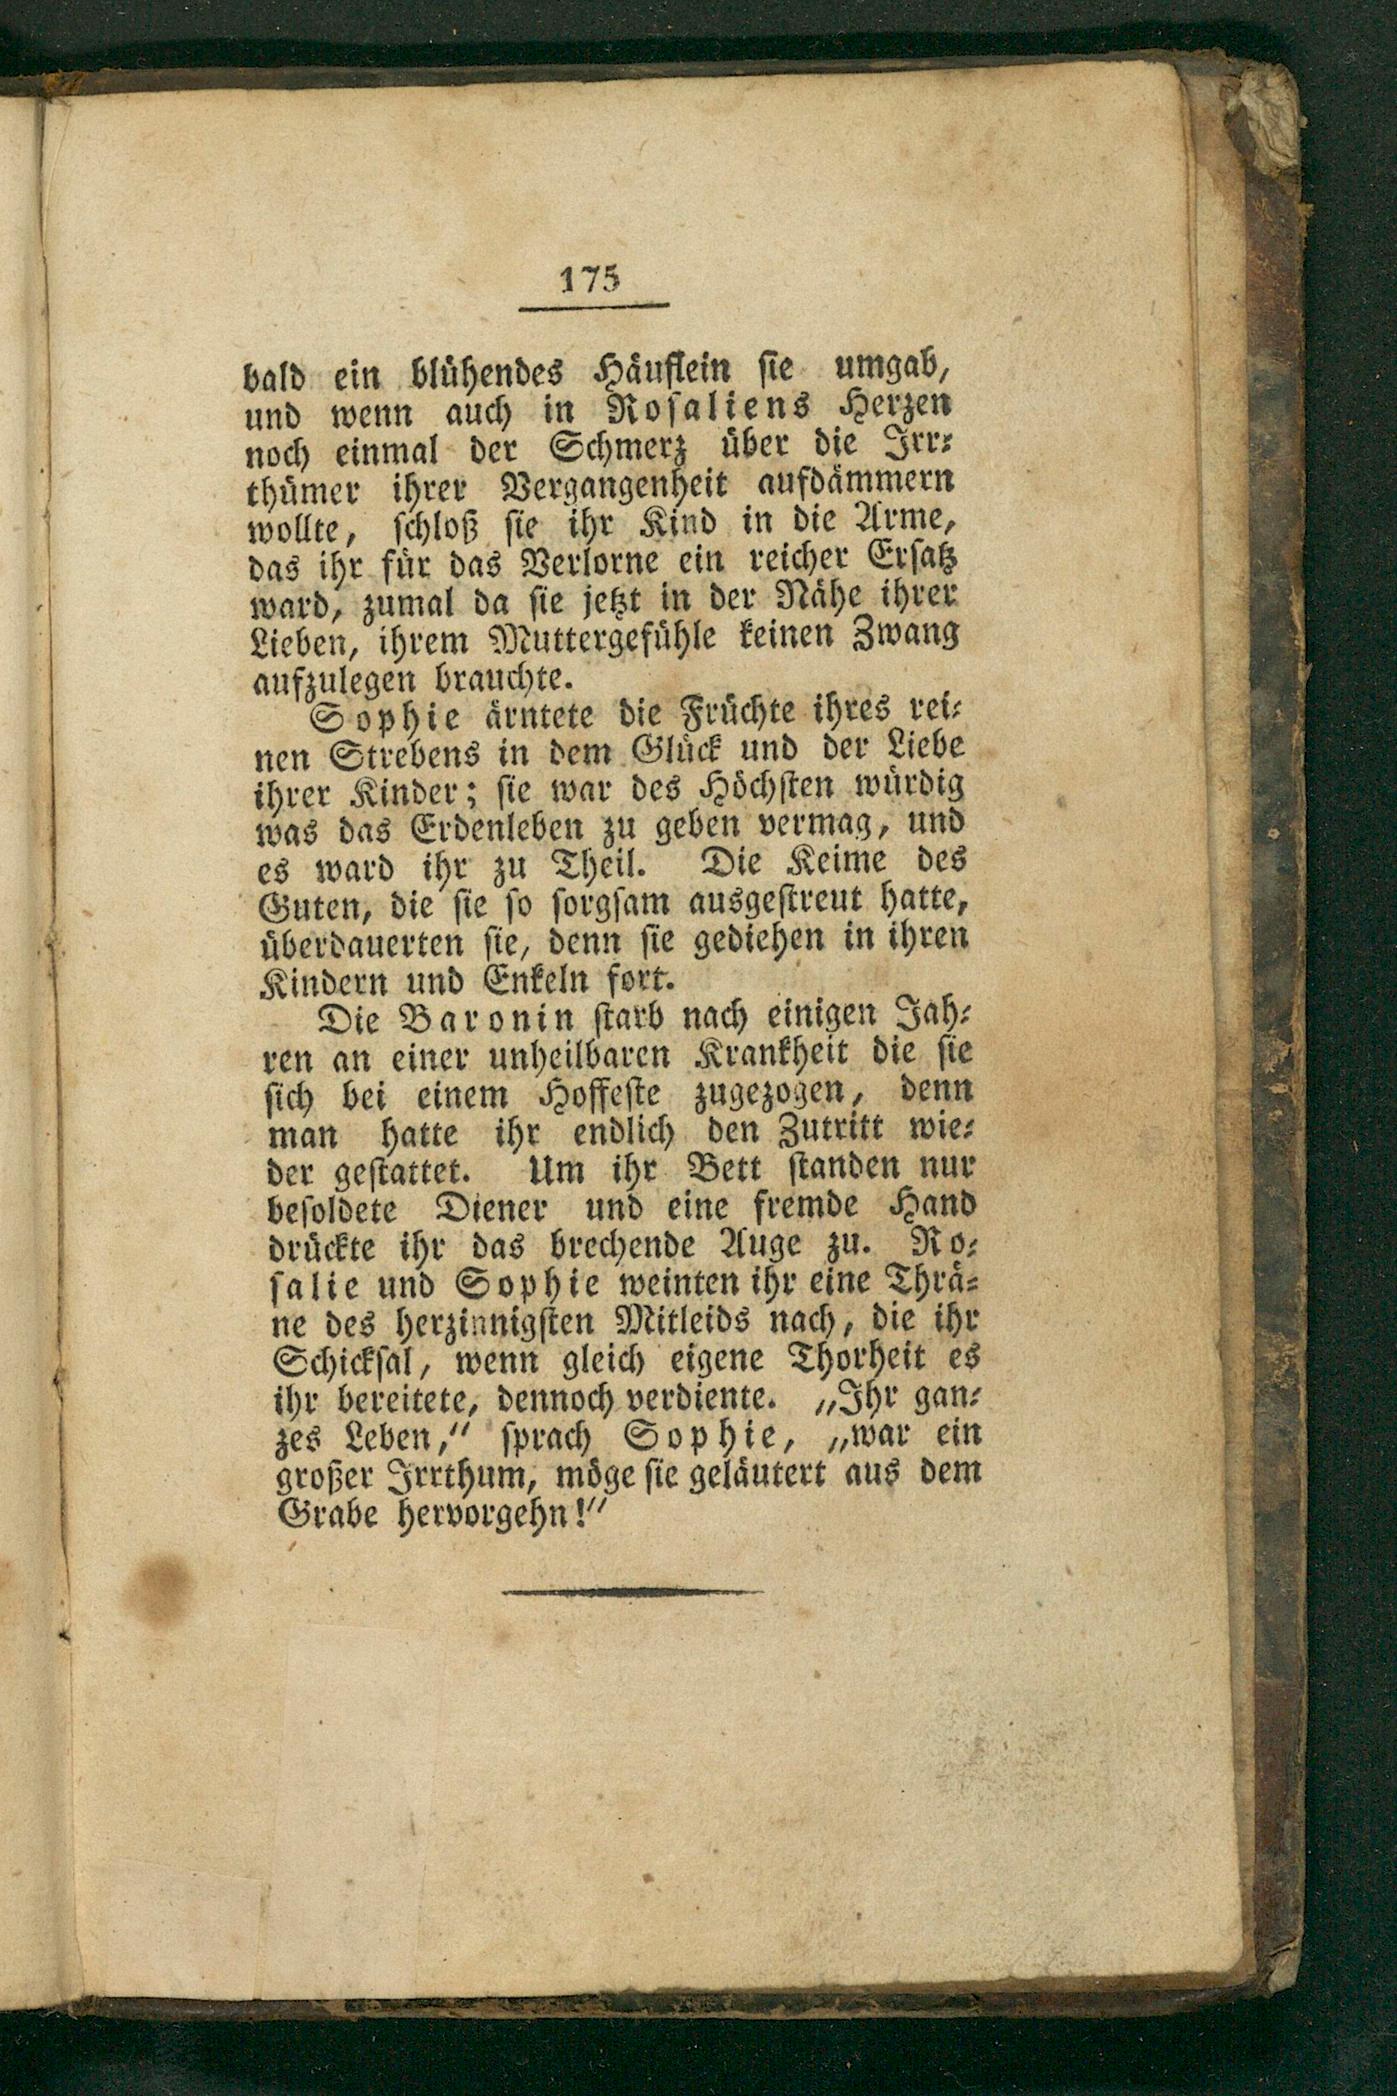 175
bald ein blühendes Häuflein sie umgab,
und wenn auch in Rosaliens Herzen
noch einmal der Schmerz über die Irr-
thümer ihrer Vergangenheit aufdämmern
wollte, schloß sie ihr Kind in die Arme,
das ihr für das Verlorne ein reicher Ersatz
ward, zumal da sie jetzt in der Nähe ihrer
Lieben, ihrem Muttergefühle keinen Zwang
aufzulegen brauchte.
Sophie ärntete die Früchte ihres rei-
nen Strebens in dem Glück und der Liebe
ihrer Kinder; sie war des Höchsten würdig
was das Erdenleben zu geben vermag, und
es ward ihr zu Theil. Die Keime des
Guten, die sie so sorgsam ausgestreut hatte,
überdauerten sie, denn sie gediehen in ihren
Kindern und Enkeln fort.
Die Baronin starb nach einigen Jah-
ren an einer unheilbaren Krankheit die sie
sich bei einem Hoffeste zugezogen, denn
man hatte ihr endlich den Zutritt wie-
der gestattet. Um ihr Bett standen nur
besoldete Diener und eine fremde Hand
drückte ihr das brechende Auge zu. Ro-
salie und Sophie weinten ihr eine Thrä-
ne des herzinnigsten Mitleids nach, die ihr
Schicksal, wenn gleich eigene Thorheit es
ihr bereitete, dennoch verdiente. „Ihr gan-
zes Leben,“ sprach Sophie, „war ein
großer Irrthum, möge sie geläutert aus dem
Grabe hervorgehn!“